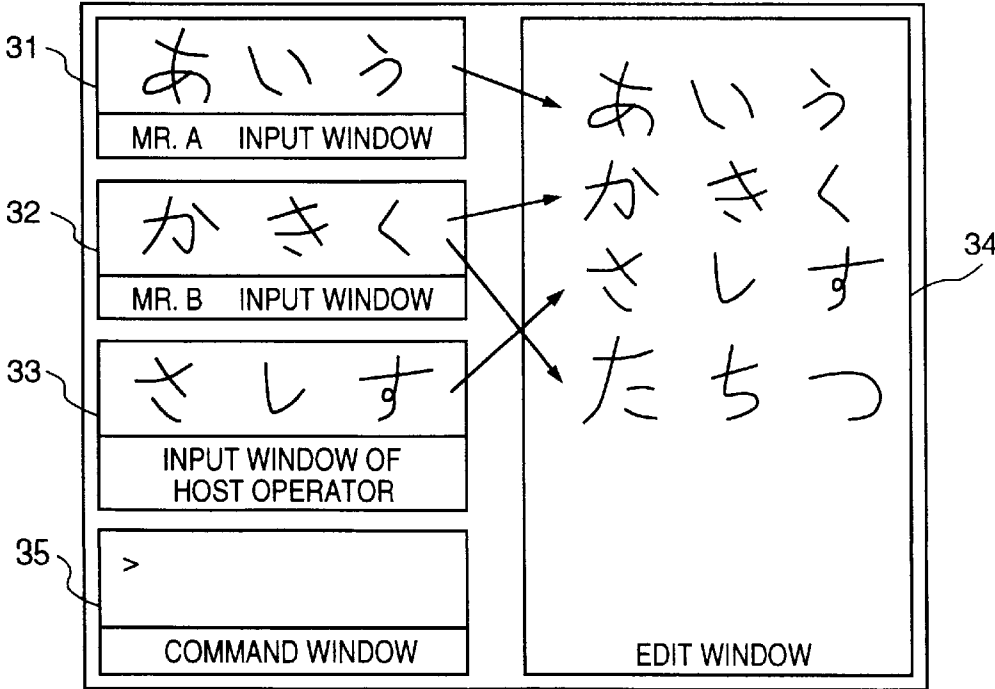 31
あいう
MR. A INPUT WINDOW
32
かきく
MR. B INPUT WINDOW
33
さしす
INPUT WINDOW OF
HOST OPERATOR
35
>
COMMAND WINDOW
あいう
かきく
さしす
たちつ
EDIT WINDOW
34